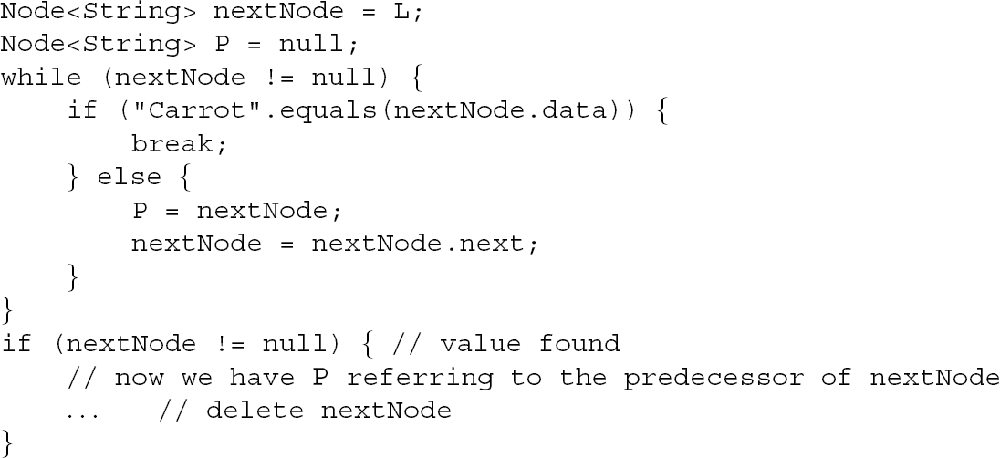 Node<String> nextNode = L;
Node<String> P = null;
while (nextNode != null) {
    if ("Carrot".equals(nextNode.data)) {
        break;
    } else {
        P = nextNode;
        nextNode = nextNode.next;
    }
}
if (nextNode != null) { // value found
    // now we have P referring to the predecessor of nextNode
    ...   // delete nextNode
}